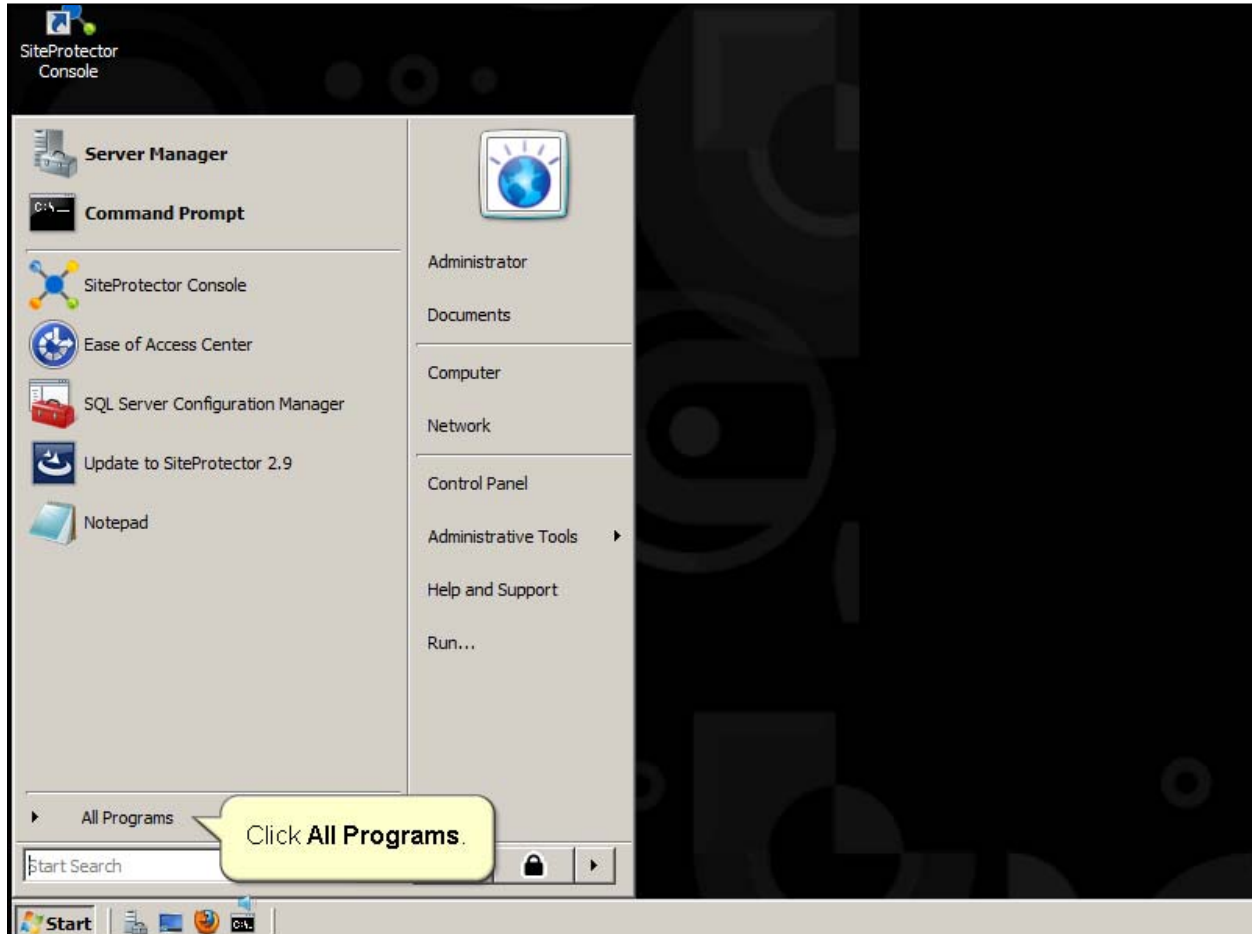 SiteProtector
Console
Server Manager
Command Prompt
SiteProtector Console
Ease of Access Center
SQL Server Configuration Manager
Update to SiteProtector 2.9
Notepad
All Programs
Start Search
Administrator
Documents
Computer
Network
Control Panel
Administrative Tools
Help and Support
Run...
Click All Programs.
Start